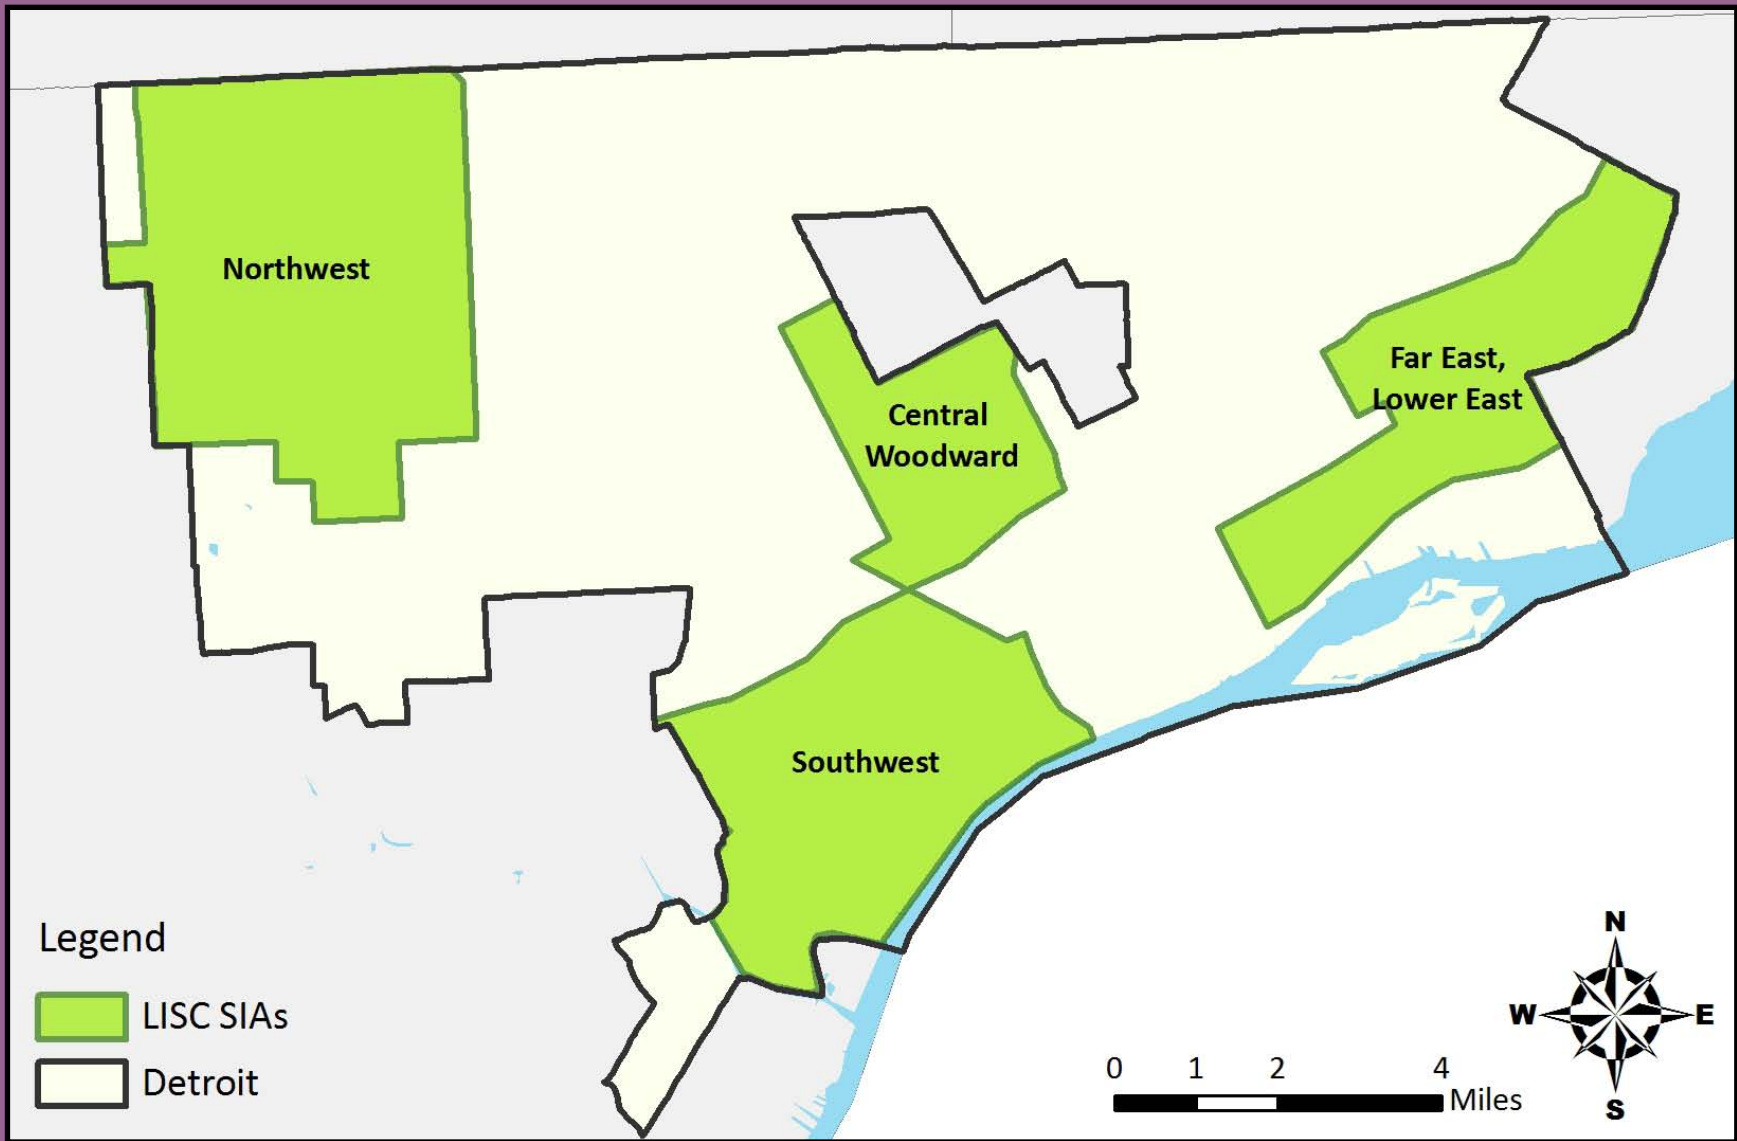 Northwest
Far East,
Lower East
Central
Woodward
Southwest
Legend
LISC SIAs
Detroit
N
W E
S
0 1 2 4
Miles